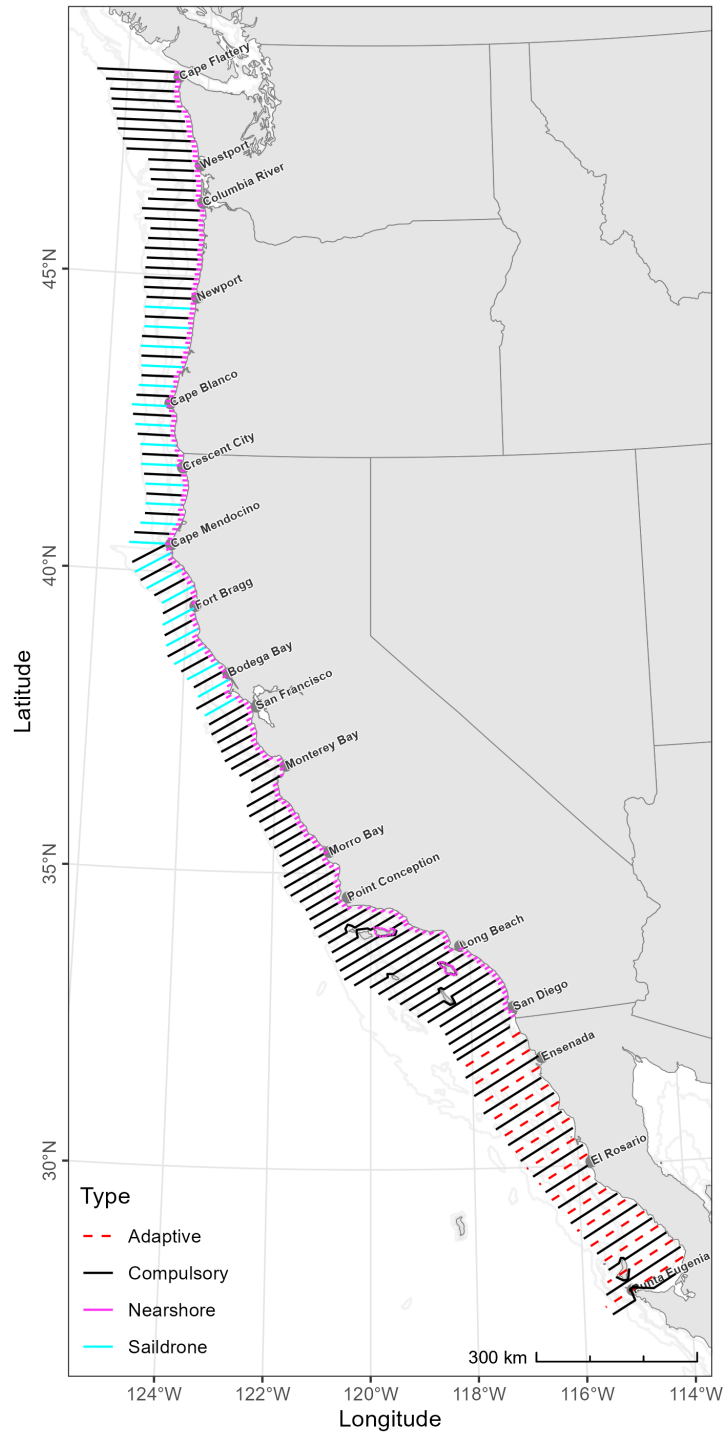 Cape Flattery
Westport
Columbia River
45°N
Newport
Cape Blanco
Crescent City
Cape Mendocino
40°N
Fort Bragg
Bodega Bay
San Francisco
Monterey Bay
Latitude
Morro Bay
35°N
Point Conception
Long Beach
San Diego
Ensenada
El Rosario
30°N
Type
Adaptive
Compulsory
Nearshore
Saildrone
Punta Eugenia
300 km
124°W 122°W 120°W 118°W 116°W 114°W
Longitude